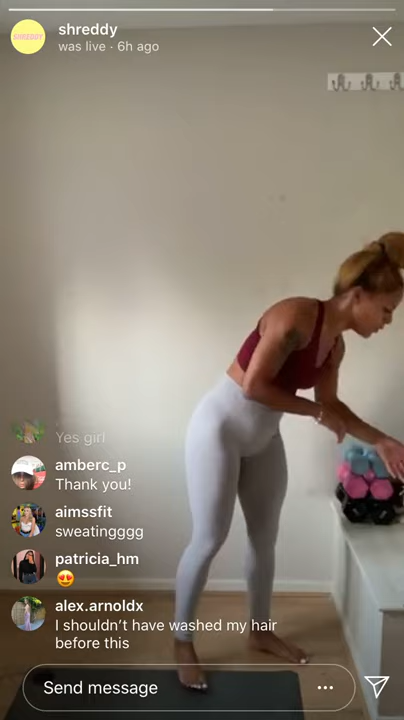 SHREDDY
shreddy
was live · 6h ago
Yes girl
amberc_p
Thank you!
aimssfit
sweatingggg
patricia_hm
😍
alex.arnoldx
I shouldn't have washed my hair
before this
Send message